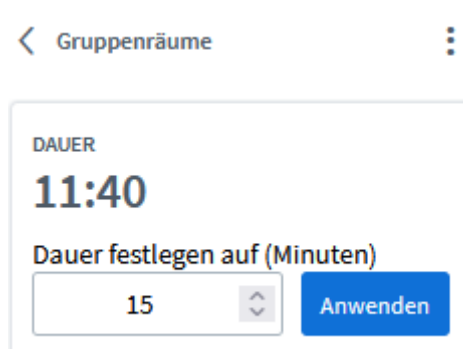 Gruppenräume
DAUER
11:40
Dauer festlegen auf (Minuten)
15
Anwenden